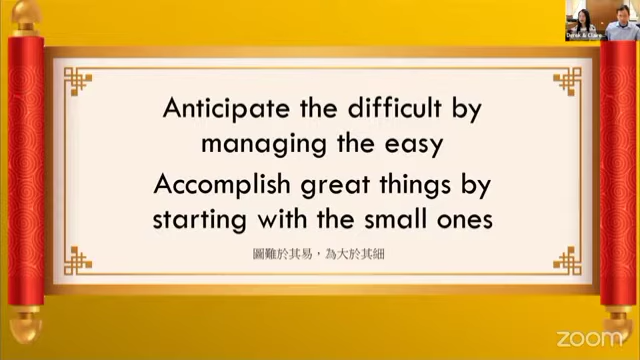 Anticipate the difficult by
managing the easy
Accomplish great things by
starting with the small ones
圖難於其易，為大於其細
zoom